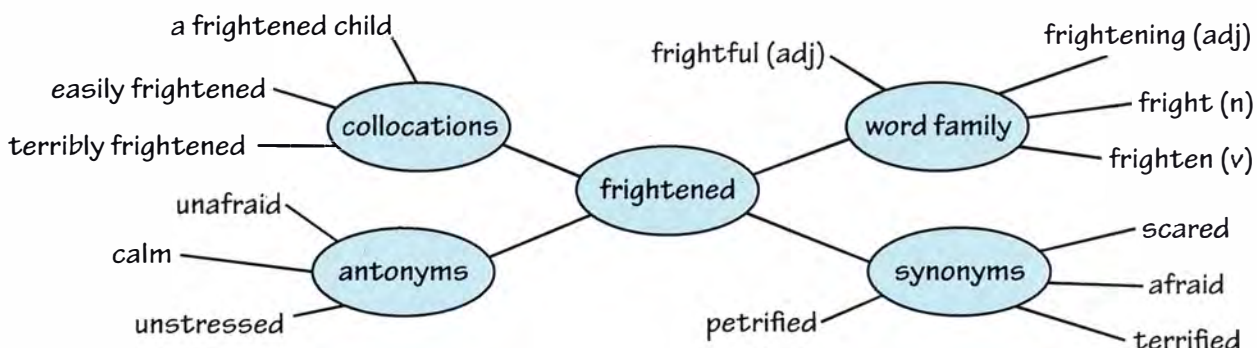 a frightened child
easily frightened
terribly frightened
collocations
frightful (adj)
frightening (adj)
fright (n)
frighten (v)
word family
frightened
unafraid
calm
unstressed
antonyms
synonyms
scared
afraid
terrified
petrified